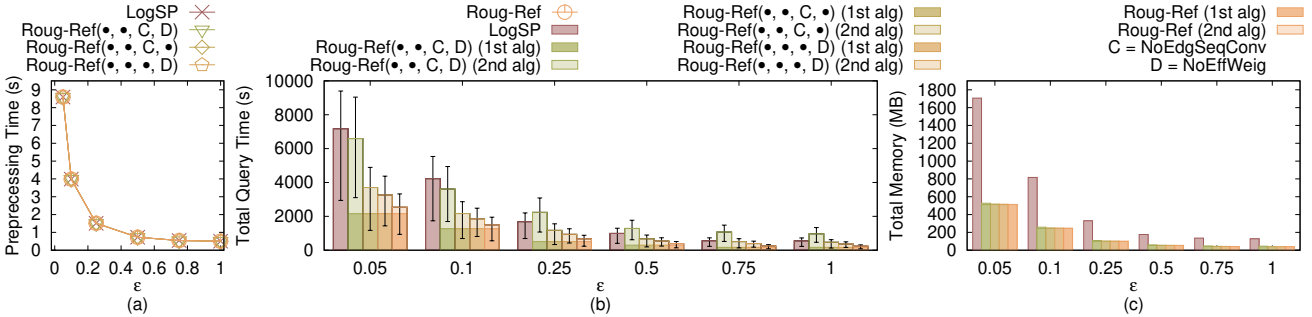 LogSP
Roug-Ref(•, •, C, D)
Roug-Ref(•, •, C, •)
Roug-Ref(•, •, •, D)
Roug-Ref
LogSP
Roug-Ref(•, •, C, D) (1st alg)
Roug-Ref(•, •, C, D) (2nd alg)
Roug-Ref(•, •, C, •) (1st alg)
Roug-Ref(•, •, C, •) (2nd alg)
Roug-Ref(•, •, •, D) (1st alg)
Roug-Ref(•, •, •, D) (2nd alg)
Roug-Ref (1st alg)
Roug-Ref (2nd alg)
C = NoEdgSeqConv
D = NoEffWeig
Preprecessing Time (s)
9
8
7
6
5
4
3
2
1
0
0 0.2 0.4 0.6 0.8 1
ε
(a)
Total Query Time (s)
10000
8000
6000
4000
2000
0
0.05 0.1 0.25 0.5 0.75 1
ε
(b)
Total Memory (MB)
1800
1600
1400
1200
1000
800
600
400
200
0
0.05 0.1 0.25 0.5 0.75 1
ε
(c)